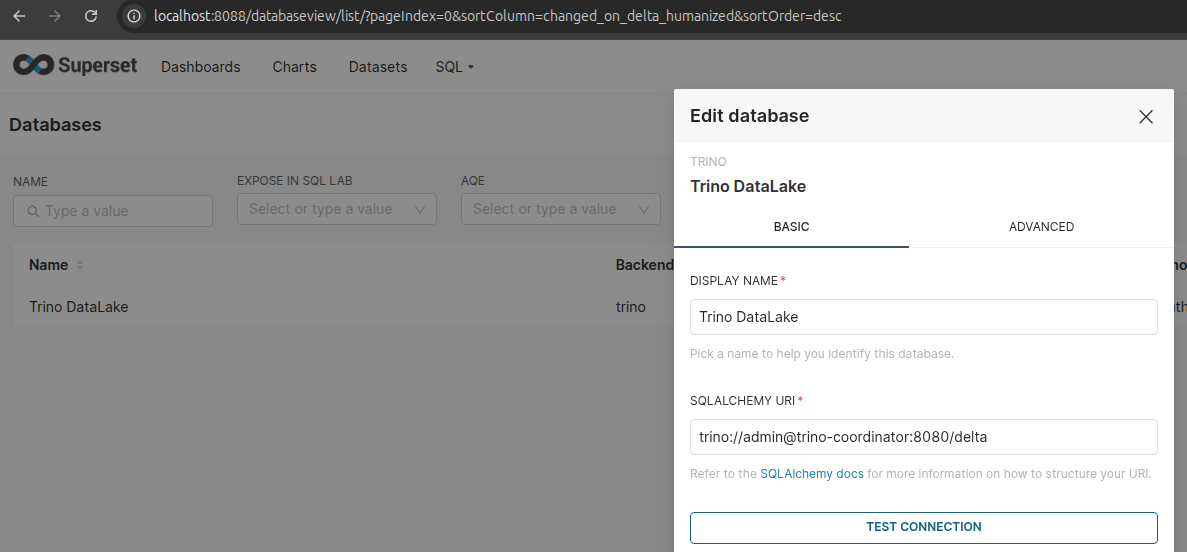 localhost:8088/databaseview/list/?pageIndex=0&sortColumn=changed_on_delta_humanized&sortOrder=desc
Superset Dashboards Charts Datasets SQL
Databases
NAME EXPOSE IN SQL LAB AQE
Type a value Select or type a value Select or type a value
Name Backend
Trino DataLake trino
Edit database
TRINO
Trino DataLake
BASIC ADVANCED
DISPLAY NAME *
Trino DataLake
Pick a name to help you identify this database.
SQLALCHEMY URI *
trino://admin@trino-coordinator:8080/delta
Refer to the SQLAlchemy docs for more information on how to structure your URI.
TEST CONNECTION